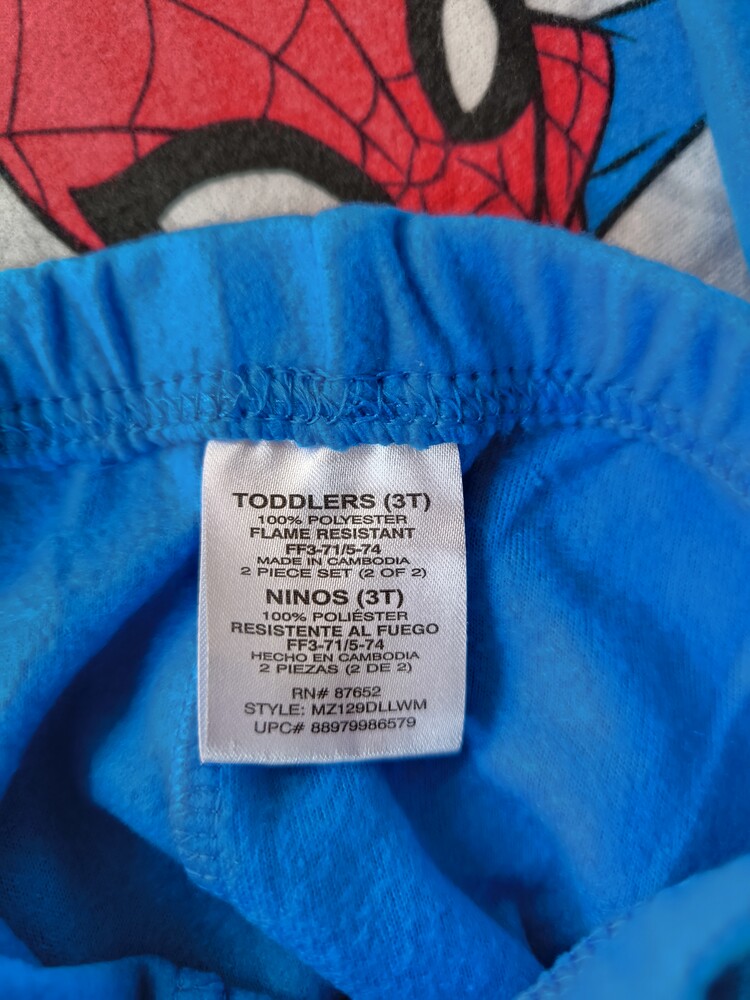 TODDLERS (3T)
100% POLYESTER
FLAME RESISTANT
FF3-71/5-74
MADE IN CAMBODIA
2 PIECE SET (2 OF 2)
NINOS (3T)
100% POLIÉSTER
RESISTENTE AL FUEGO
FF3-71/5-74
HECHO EN CAMBODIA
2 PIEZAS (2 DE 2)
RN# 87652
STYLE: MZ129DLLWM
UPC# 88979986579